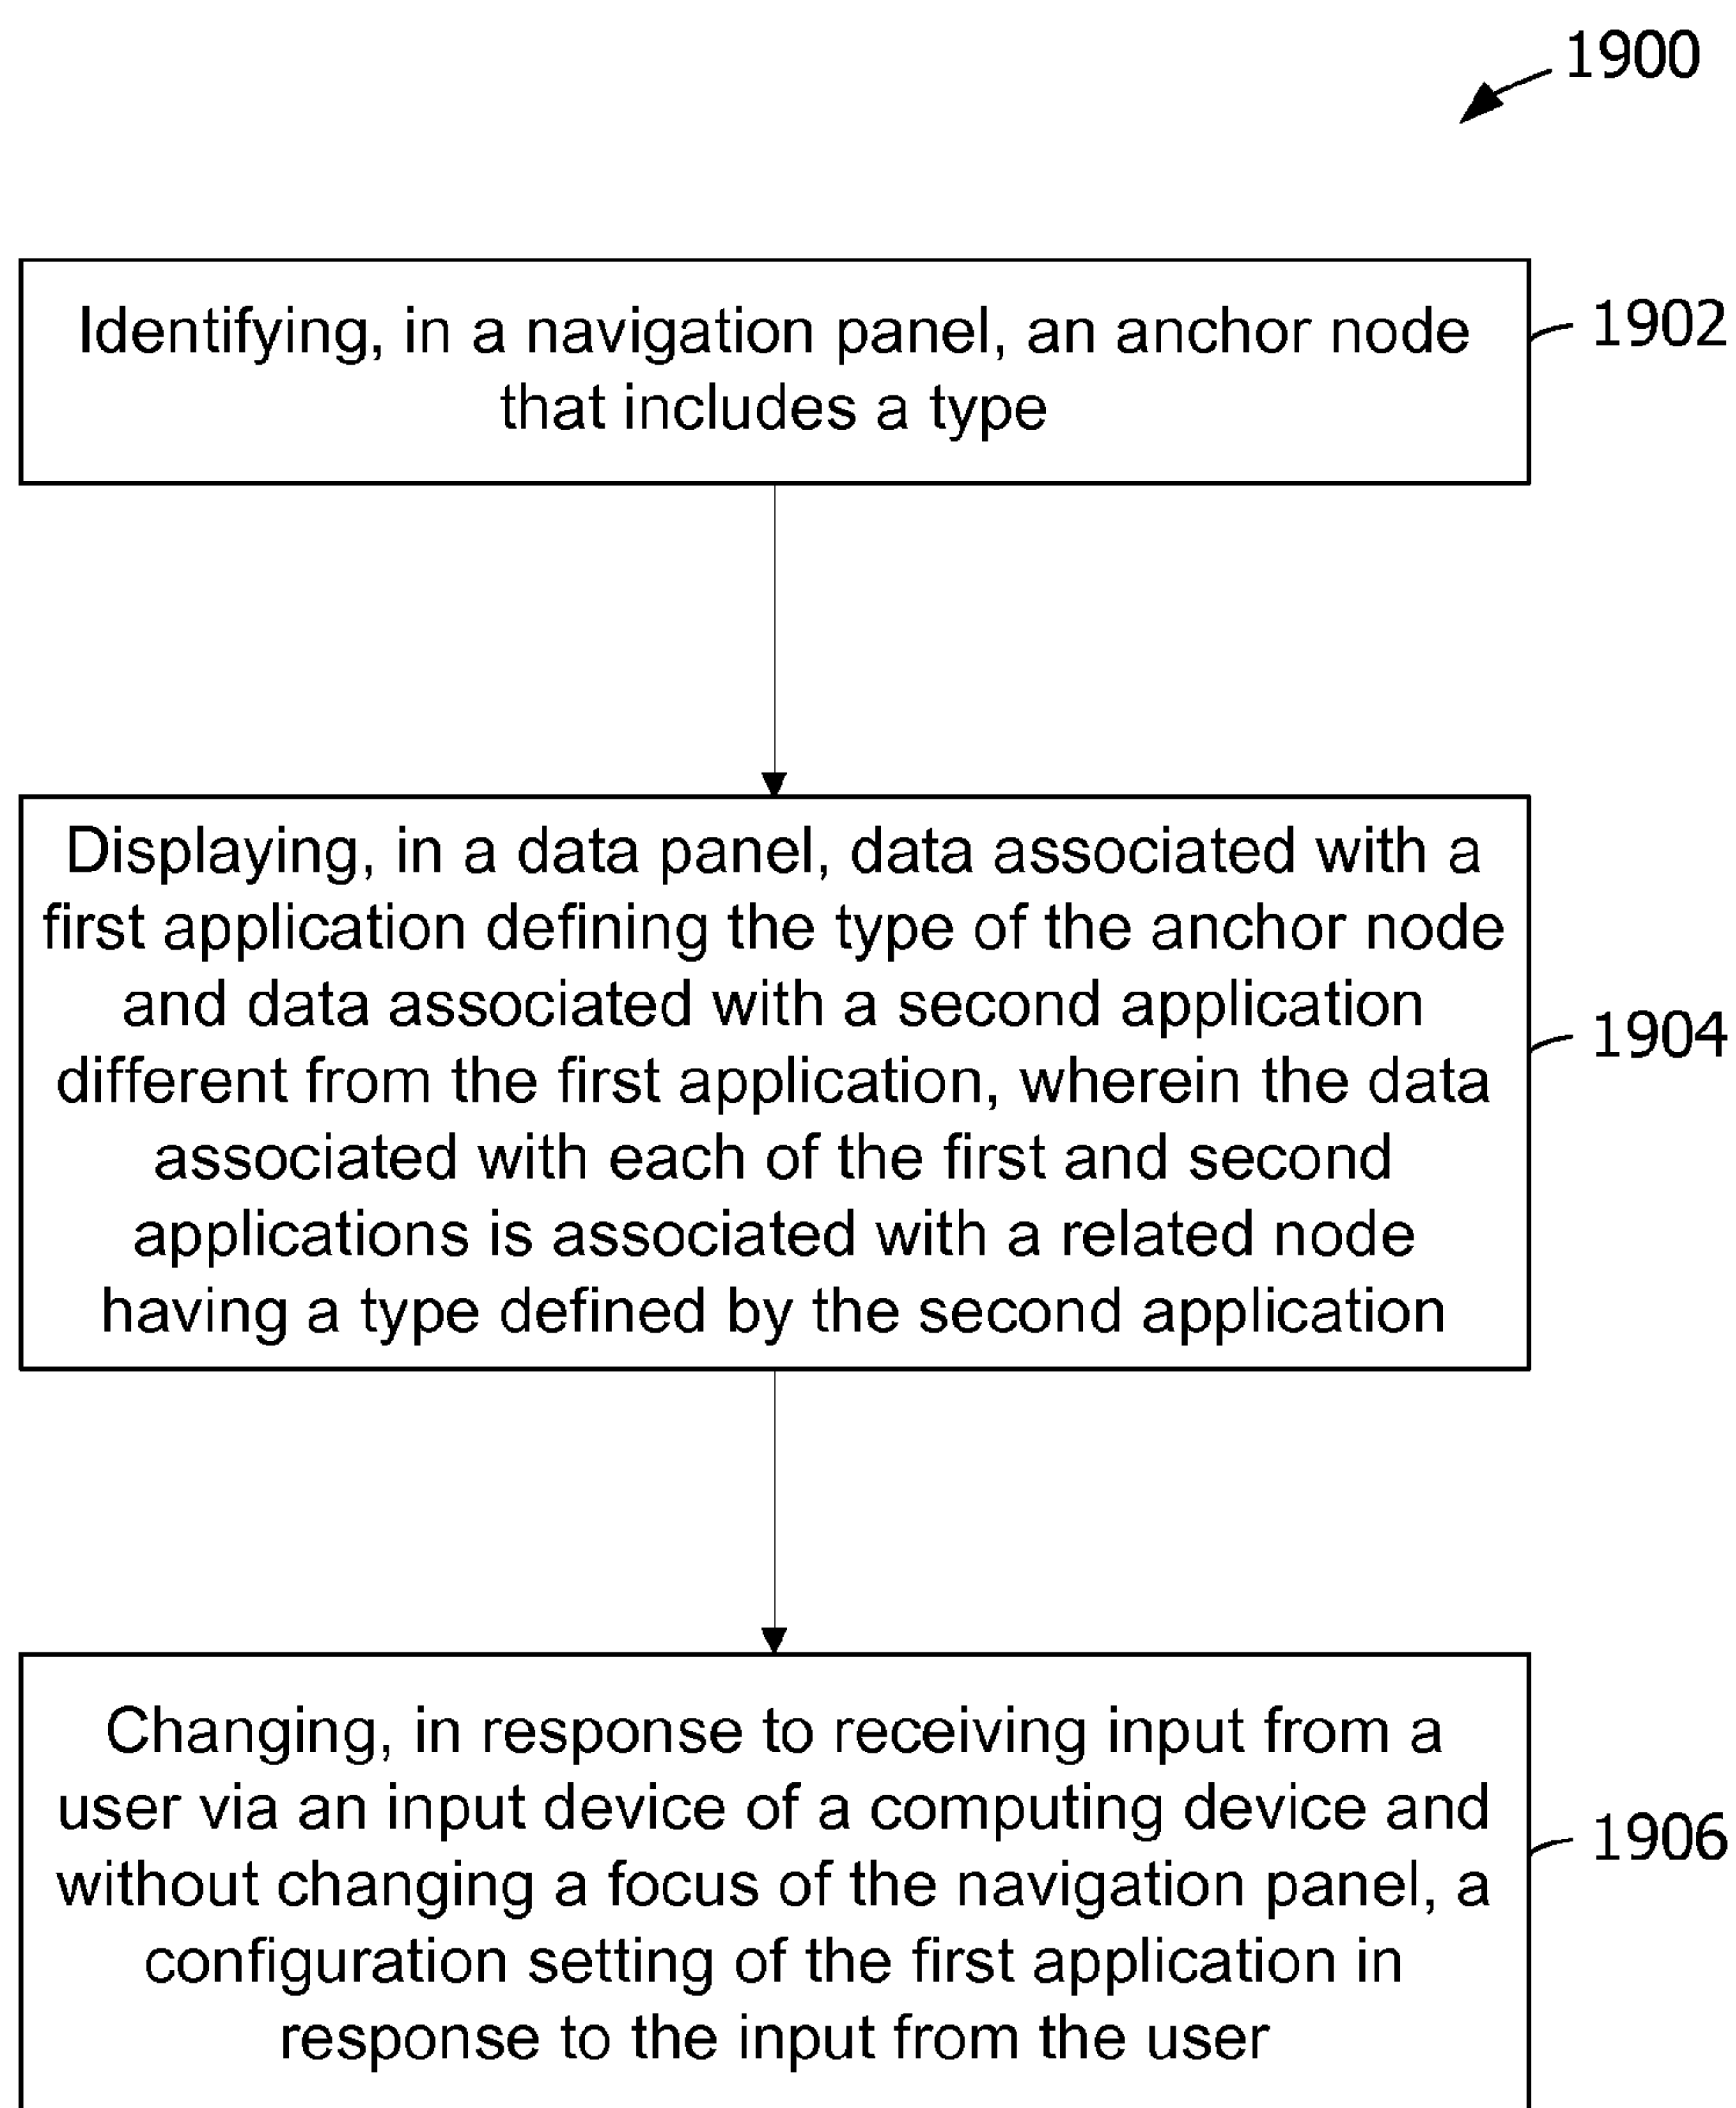 1900
Identifying, in a navigation panel, an anchor node
that includes a type
1902
Displaying, in a data panel, data associated with a
first application defining the type of the anchor node
and data associated with a second application
different from the first application, wherein the data
associated with each of the first and second
applications is associated with a related node
having a type defined by the second application
1904
Changing, in response to receiving input from a
user via an input device of a computing device and
without changing a focus of the navigation panel, a
configuration setting of the first application in
response to the input from the user
1906